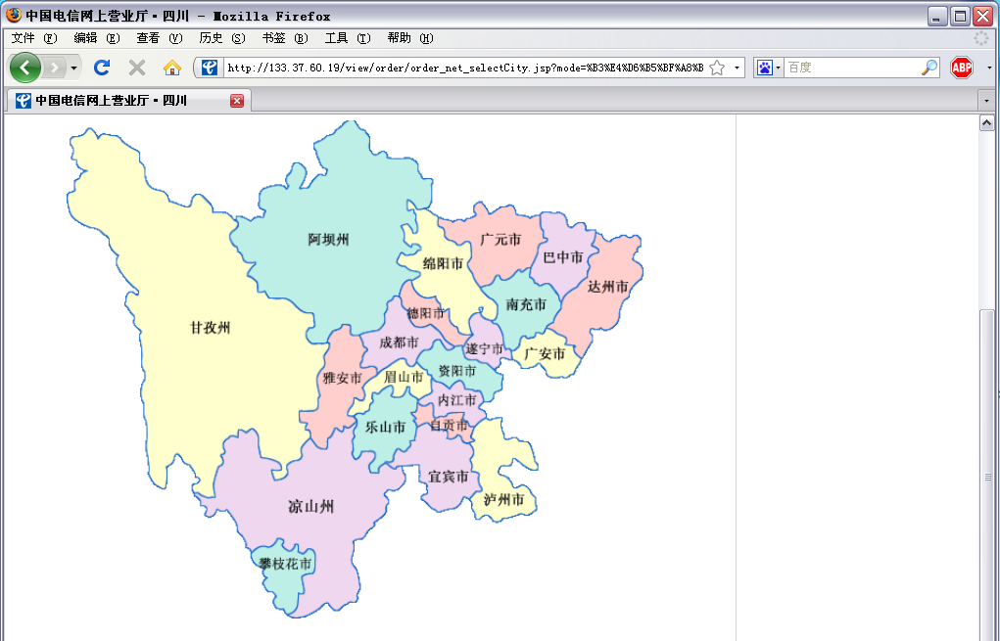 中国电信网上营业厅·四川 - Mozilla Firefox
文件 (F) 编辑 (E) 查看 (V) 历史 (S) 书签 (B) 工具 (T) 帮助 (H)
http://133.37.60.19/view/order/order_net_selectCity.jsp?mode=%B3%E4%D6%B5%BF%A8%B 百度 ABP
中国电信网上营业厅·四川
阿坝州
广元市
巴中市
绵阳市
达州市
南充市
德阳市
甘孜州
成都市
遂宁市
广安市
资阳市
雅安市
眉山市
内江市
乐山市
自贡市
宜宾市
泸州市
凉山州
攀枝花市